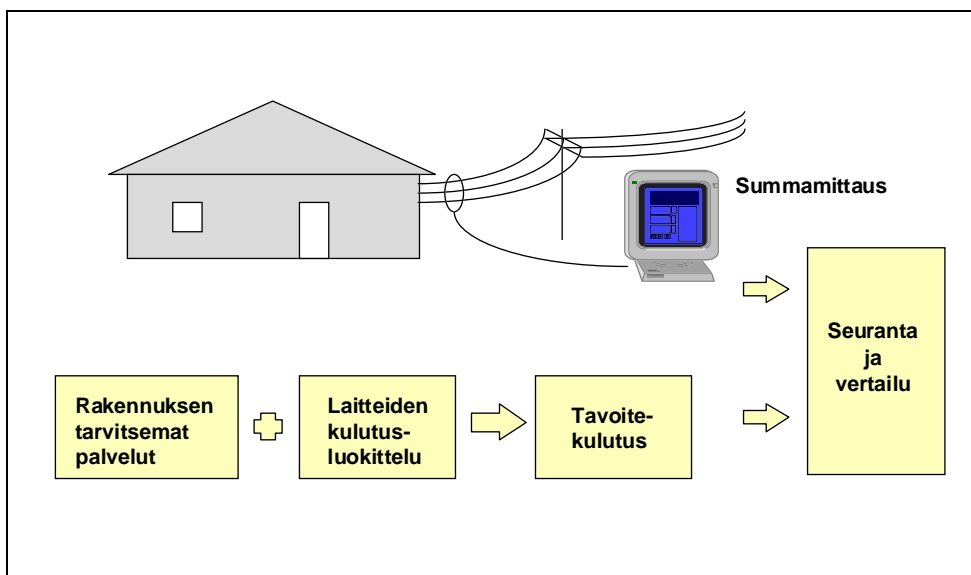 Summamittaus
Seuranta
ja
vertailu
Rakennuksen
tarvitsemat
palvelut
Laitteiden
kulutus-
luokittelu
Tavoite-
kulutus